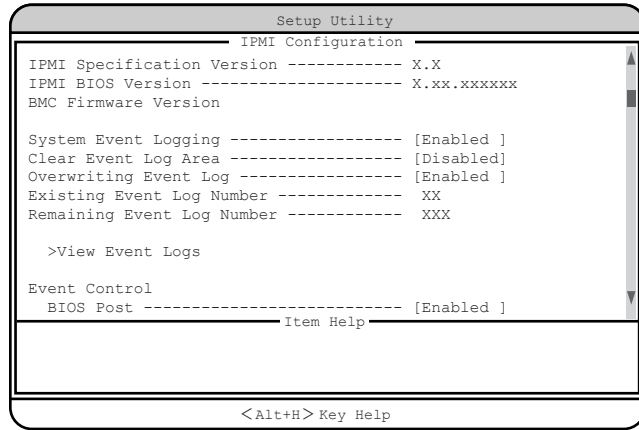 Setup Utility
IPMI Configuration
IPMI Specification Version ------------ X.X
IPMI BIOS Version --------------------- X.xx.xxxxxx
BMC Firmware Version
System Event Logging ------------------ [Enabled ]
Clear Event Log Area ------------------ [Disabled]
Overwriting Event Log ----------------- [Enabled ]
Existing Event Log Number ------------- XX
Remaining Event Log Number ------------ XXX
>View Event Logs
Event Control
BIOS Post --------------------------- [Enabled ]
Item Help
<Alt+H> Key Help